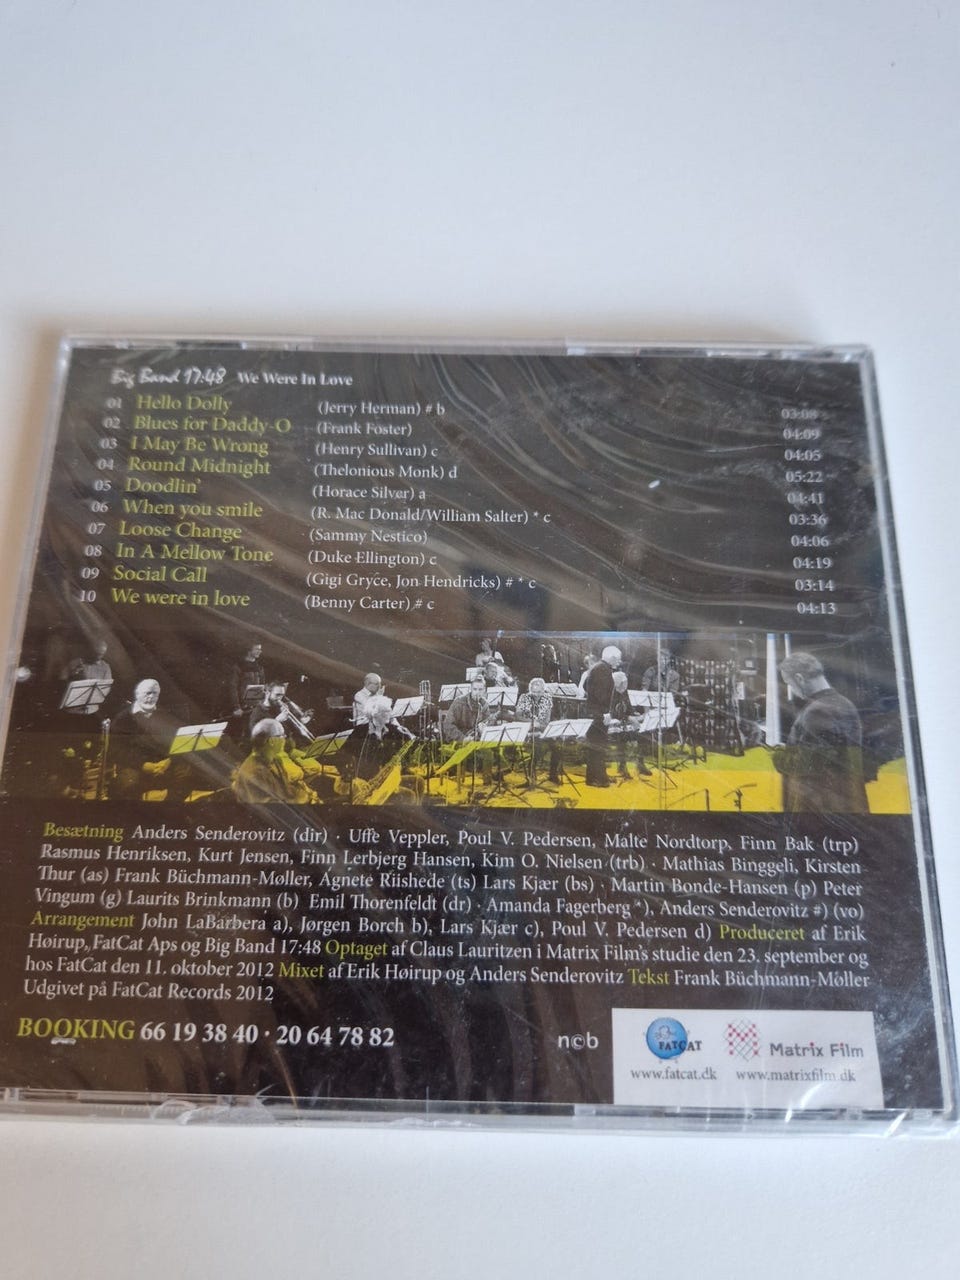 Big Band 17:48 We Were In Love
01 Hello Dolly (Jerry Herman) # b 03:08
02 Blues for Daddy-O (Frank Foster) 04:09
03 I May Be Wrong (Henry Sullivan) c 04:05
04 Round Midnight (Thelonious Monk) d 05:22
05 Doodlin' (Horace Silver) a 04:41
06 When you smile (R. Mac Donald/William Salter) * c 03:36
07 Loose Change (Sammy Nestico) 04:06
08 In A Mellow Tone (Duke Ellington) c 04:19
09 Social Call (Gigi Gryce, Jon Hendricks) # * c 03:14
10 We were in love (Benny Carter) # c 04:13
Besætning Anders Senderovitz (dir) · Uffe Veppler, Poul V. Pedersen, Malte Nordtorp, Finn Bak (trp)
Rasmus Henriksen, Kurt Jensen, Finn Lerbjerg Hansen, Kim O. Nielsen (trb) · Mathias Binggeli, Kirsten
Thur (as) Frank Büchmann-Møller, Agnete Riishede (ts) Lars Kjær (bs) · Martin Bonde-Hansen (p) Peter
Vingum (g) Laurits Brinkmann (b) Emil Thorenfeldt (dr) · Amanda Fagerberg *), Anders Senderovitz #) (vo)
Arrangement John LaBarbera a), Jørgen Borch b), Lars Kjær c), Poul V. Pedersen d) Produceret af Erik
Høirup, FatCat Aps og Big Band 17:48 Optaget af Claus Lauritzen i Matrix Film's studie den 23. september og
hos FatCat den 11. oktober 2012 Mixet af Erik Høirup og Anders Senderovitz Tekst Frank Büchmann-Møller
Udgivet på FatCat Records 2012
BOOKING 66 19 38 40 · 20 64 78 82
n©b
FATCAT
www.fatcat.dk
Matrix Film
www.matrixfilm.dk